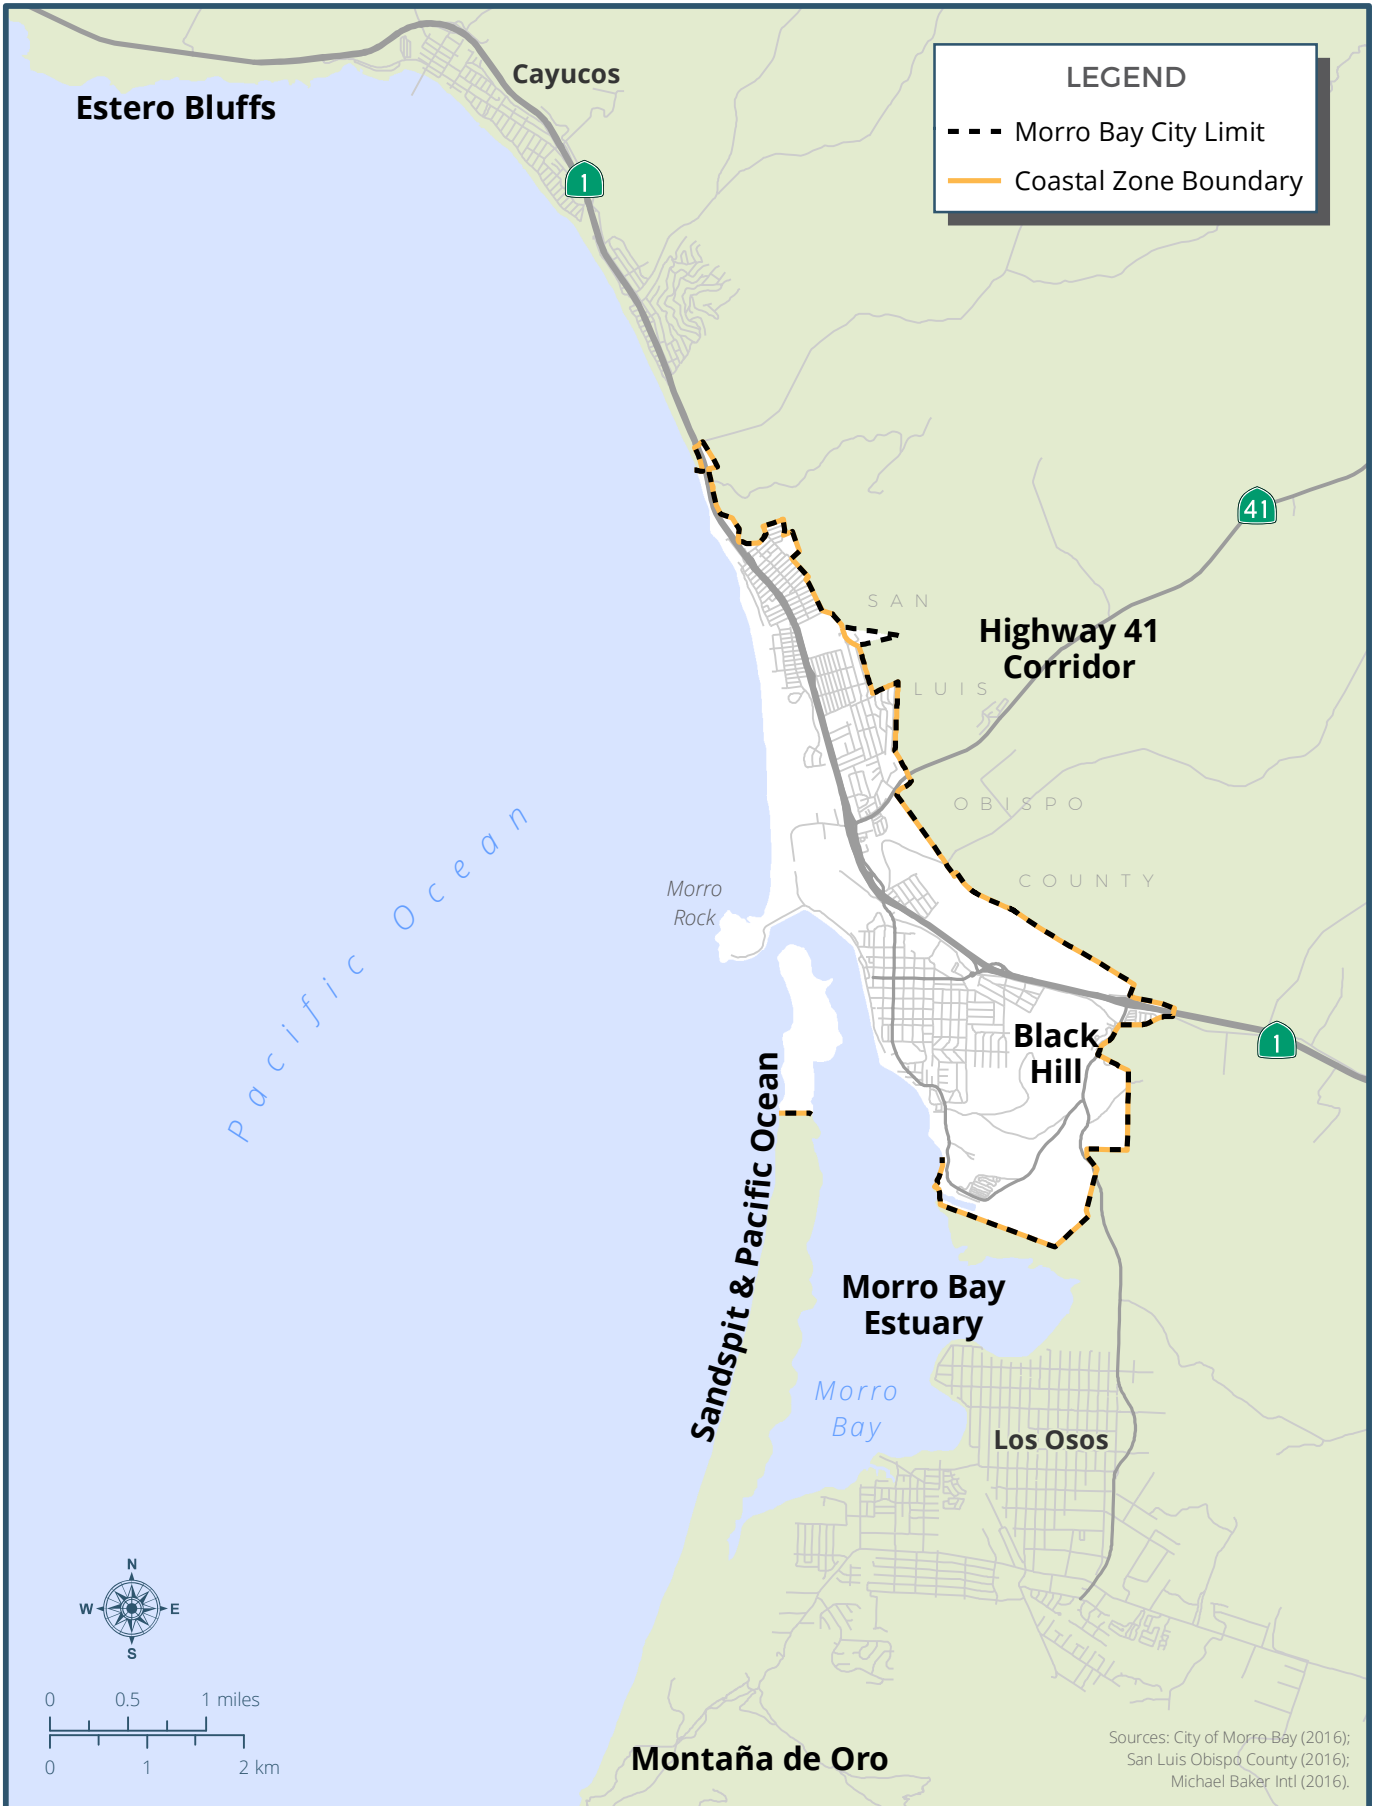 Cayucos
Estero Bluffs
LEGEND
Morro Bay City Limit
Coastal Zone Boundary
1
41
SAN
Highway 41
Corridor
LUIS
OBISPO
COUNTY
Pacific Ocean
Morro
Rock
Black
Hill
1
Sandspit & Pacific Ocean
Morro Bay
Estuary
Morro
Bay
Los Osos
N
W E
S
0 0.5 1 miles
0 1 2 km
Montaña de Oro
Sources: City of Morro Bay (2016);
San Luis Obispo County (2016);
Michael Baker Intl (2016).